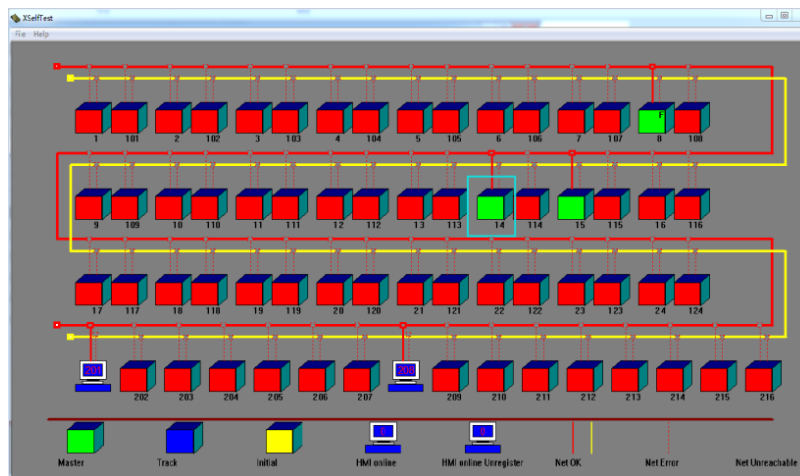 XSelfTest
File Help
F
1 101 2 102 3 103 4 104 5 105 6 106 7 107 8 108
9 109 10 110 11 111 12 112 13 113 14 114 15 115 16 116
17 117 18 118 19 119 20 120 21 121 22 122 23 123 24 124
201 208
202 203 204 205 206 207 209 210 211 212 213 214 215 216
0 0
Master Track Initial HMI online HMI online Unregister Net OK Net Error Net Unreachable